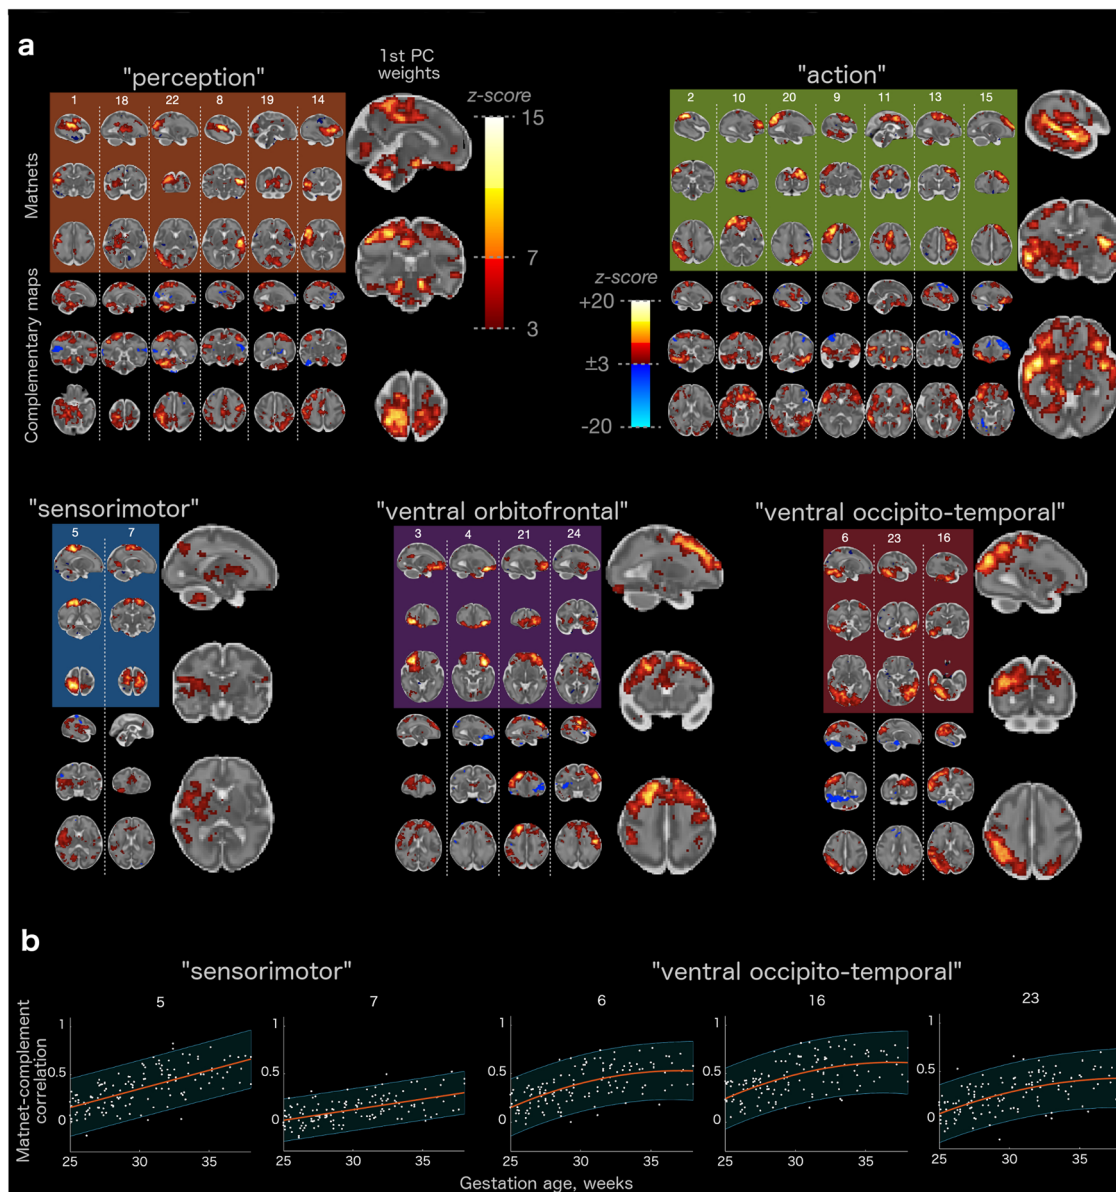 a
"perception"
1 18 22 8 19 14
Matnets
Complementary maps
1st PC
weights
z-score
15
7
3
"action"
2 10 20 9 11 13 15
z-score
+20
±3
-20
"sensorimotor"
5 7
"ventral orbitofrontal"
3 4 21 24
"ventral occipito-temporal"
6 23 16
b
"sensorimotor"
"ventral occipito-temporal"
5 7 6 16 23
Matnet-complement
correlation
1 1 1 1 1
0.5 0.5 0.5 0.5 0.5
0 0 0 0 0
25 30 35 25 30 35 25 30 35 25 30 35 25 30 35
Gestation age, weeks